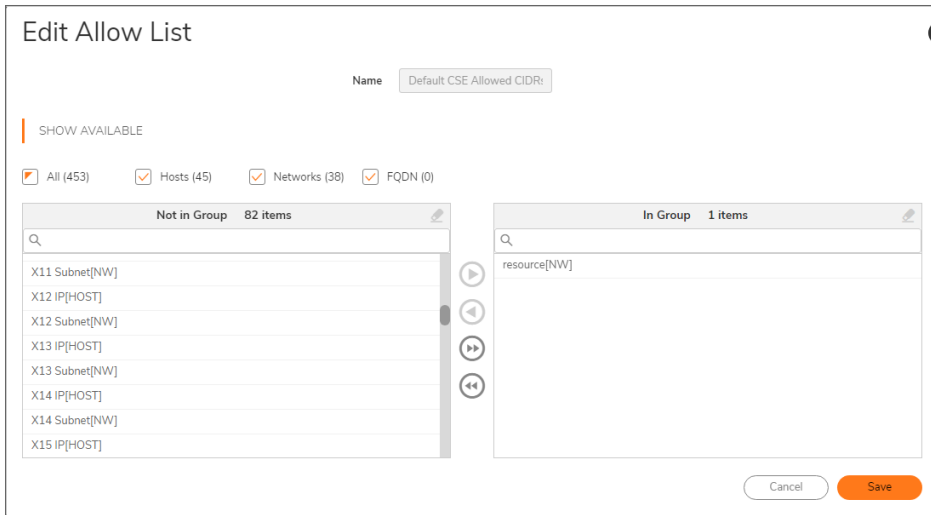 Edit Allow List
Name Default CSE Allowed CIDRs
SHOW AVAILABLE
All (453) Hosts (45) Networks (38) FQDN (0)
Not in Group 82 items
In Group 1 items
X11 Subnet[NW]
X12 IP[HOST]
X12 Subnet[NW]
X13 IP[HOST]
X13 Subnet[NW]
X14 IP[HOST]
X14 Subnet[NW]
X15 IP[HOST]
resource[NW]
Cancel Save